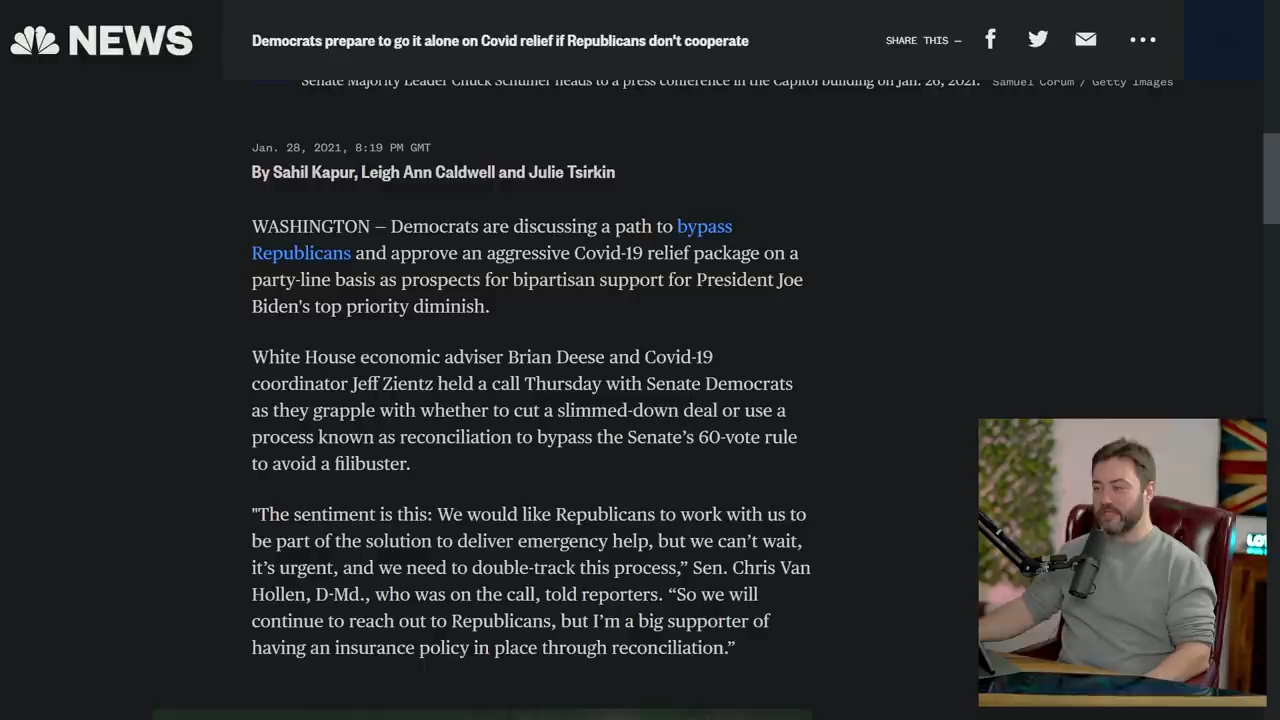 NEWS
Democrats prepare to go it alone on Covid relief if Republicans don't cooperate
SHARE THIS —
Senate Majority Leader Chuck Schumer heads to a press conference in the Capitol building on Jan. 26, 2021. Samuel Corum / Getty Images
Jan. 28, 2021, 8:19 PM GMT
By Sahil Kapur, Leigh Ann Caldwell and Julie Tsirkin
WASHINGTON — Democrats are discussing a path to bypass
Republicans and approve an aggressive Covid-19 relief package on a
party-line basis as prospects for bipartisan support for President Joe
Biden's top priority diminish.
White House economic adviser Brian Deese and Covid-19
coordinator Jeff Zientz held a call Thursday with Senate Democrats
as they grapple with whether to cut a slimmed-down deal or use a
process known as reconciliation to bypass the Senate’s 60-vote rule
to avoid a filibuster.
"The sentiment is this: We would like Republicans to work with us to
be part of the solution to deliver emergency help, but we can’t wait,
it’s urgent, and we need to double-track this process,” Sen. Chris Van
Hollen, D-Md., who was on the call, told reporters. “So we will
continue to reach out to Republicans, but I’m a big supporter of
having an insurance policy in place through reconciliation.”